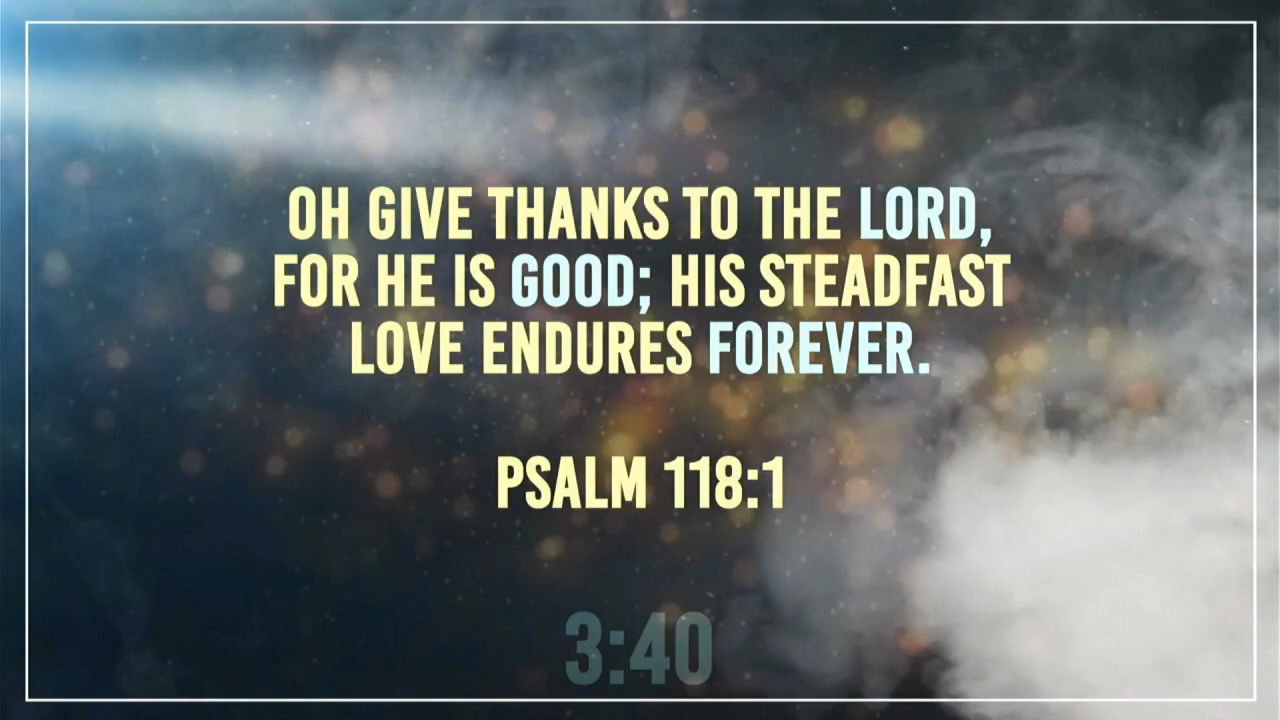 OH GIVE THANKS TO THE LORD,
FOR HE IS GOOD; HIS STEADFAST
LOVE ENDURES FOREVER.
PSALM 118:1
3:40